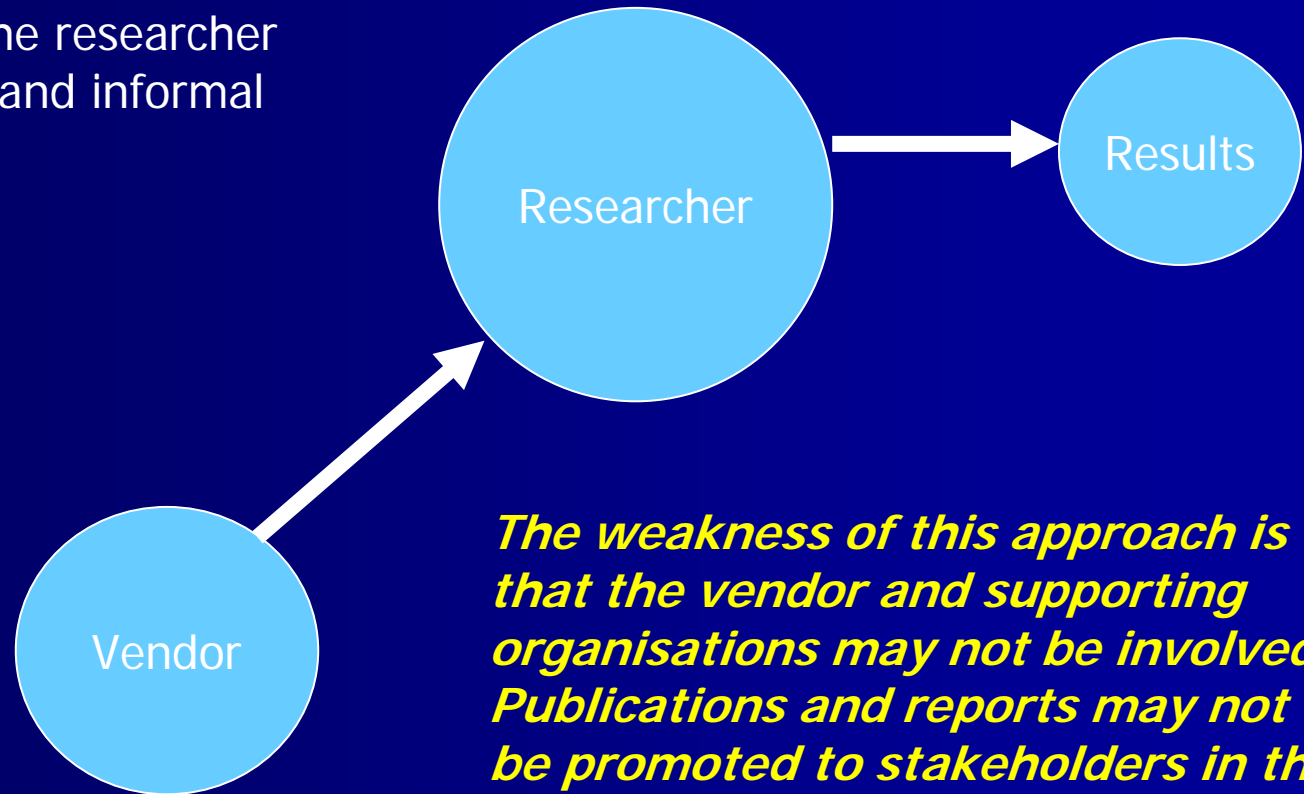 he researcher
and informal
Researcher
Results
Vendor
The weakness of this approach is
that the vendor and supporting
organisations may not be involved
Publications and reports may not
be promoted to stakeholders in th